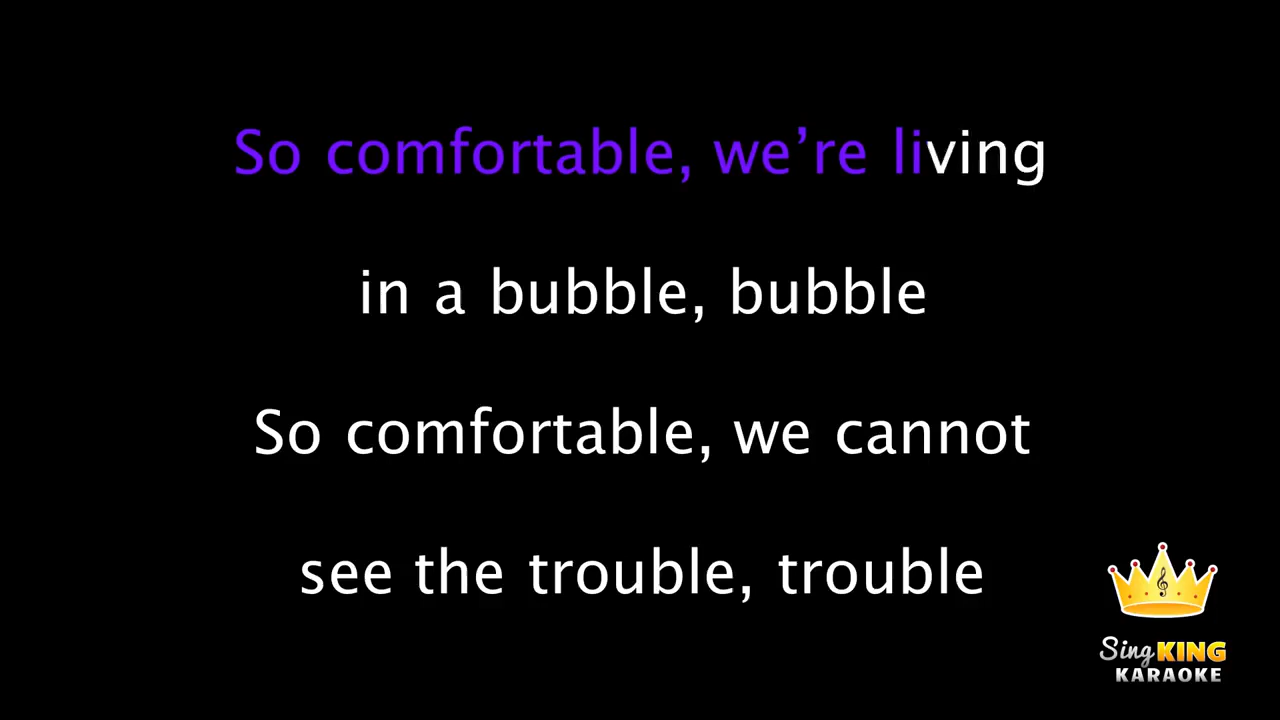 So comfortable, we’re living
in a bubble, bubble
So comfortable, we cannot
see the trouble, trouble
Sing KING
KARAOKE